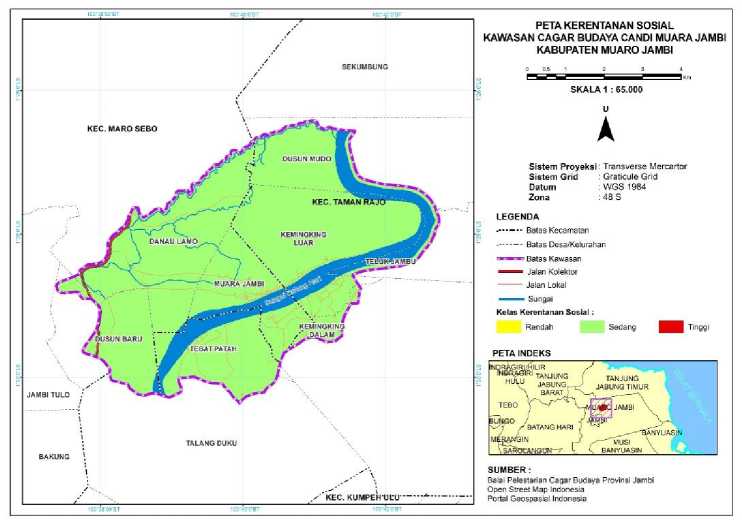 PETA KERENTANAN SOSIAL
KAWASAN CAGAR BUDAYA CANDI MUARA JAMBI
KABUPATEN MUARO JAMBI
0 0,5 1 2 3 4
Km
SKALA 1 : 65.000
U
Sistem Proyeksi : Transverse Mercartor
Sistem Grid : Graticule Grid
Datum : WGS 1984
Zona : 48 S
LEGENDA
Batas Kecamatan
Batas Desa/Kelurahan
Batas Kawasan
Jalan Kolektor
Jalan Lokal
Sungai
Kelas Kerentanan Sosial :
Rendah
Sedang
Tinggi
PETA INDEKS
INDRAGIRI HILIR
INDRAGIRI
HULU
TANJUNG
JABUNG
BARAT
TANJUNG
JABUNG TIMUR
TEBO
MUARO JAMBI
JAMBI
BUNGO
BATANG HARI
BANYUASIN
MERANGIN
SAROLANGUN
MUSI
BANYUASIN
SUMBER :
Balai Pelestarian Cagar Budaya Provinsi Jambi
Open Street Map Indonesia
Portal Geospasial Indonesia
SEKUMBUNG
KEC. MARO SEBO
DUSUN MUDO
KEC. TAMAN RAJO
DANAU LAMO
KEMINGKING
LUAR
TELUK JAMBU
MUARA JAMBI
Sungai Batang Hari
KEMINGKING
DALAM
DUSUN BARU
TEBAT PATAH
JAMBI TULO
TALANG DUKU
BAKUNG
KEC. KUMPEH ULU